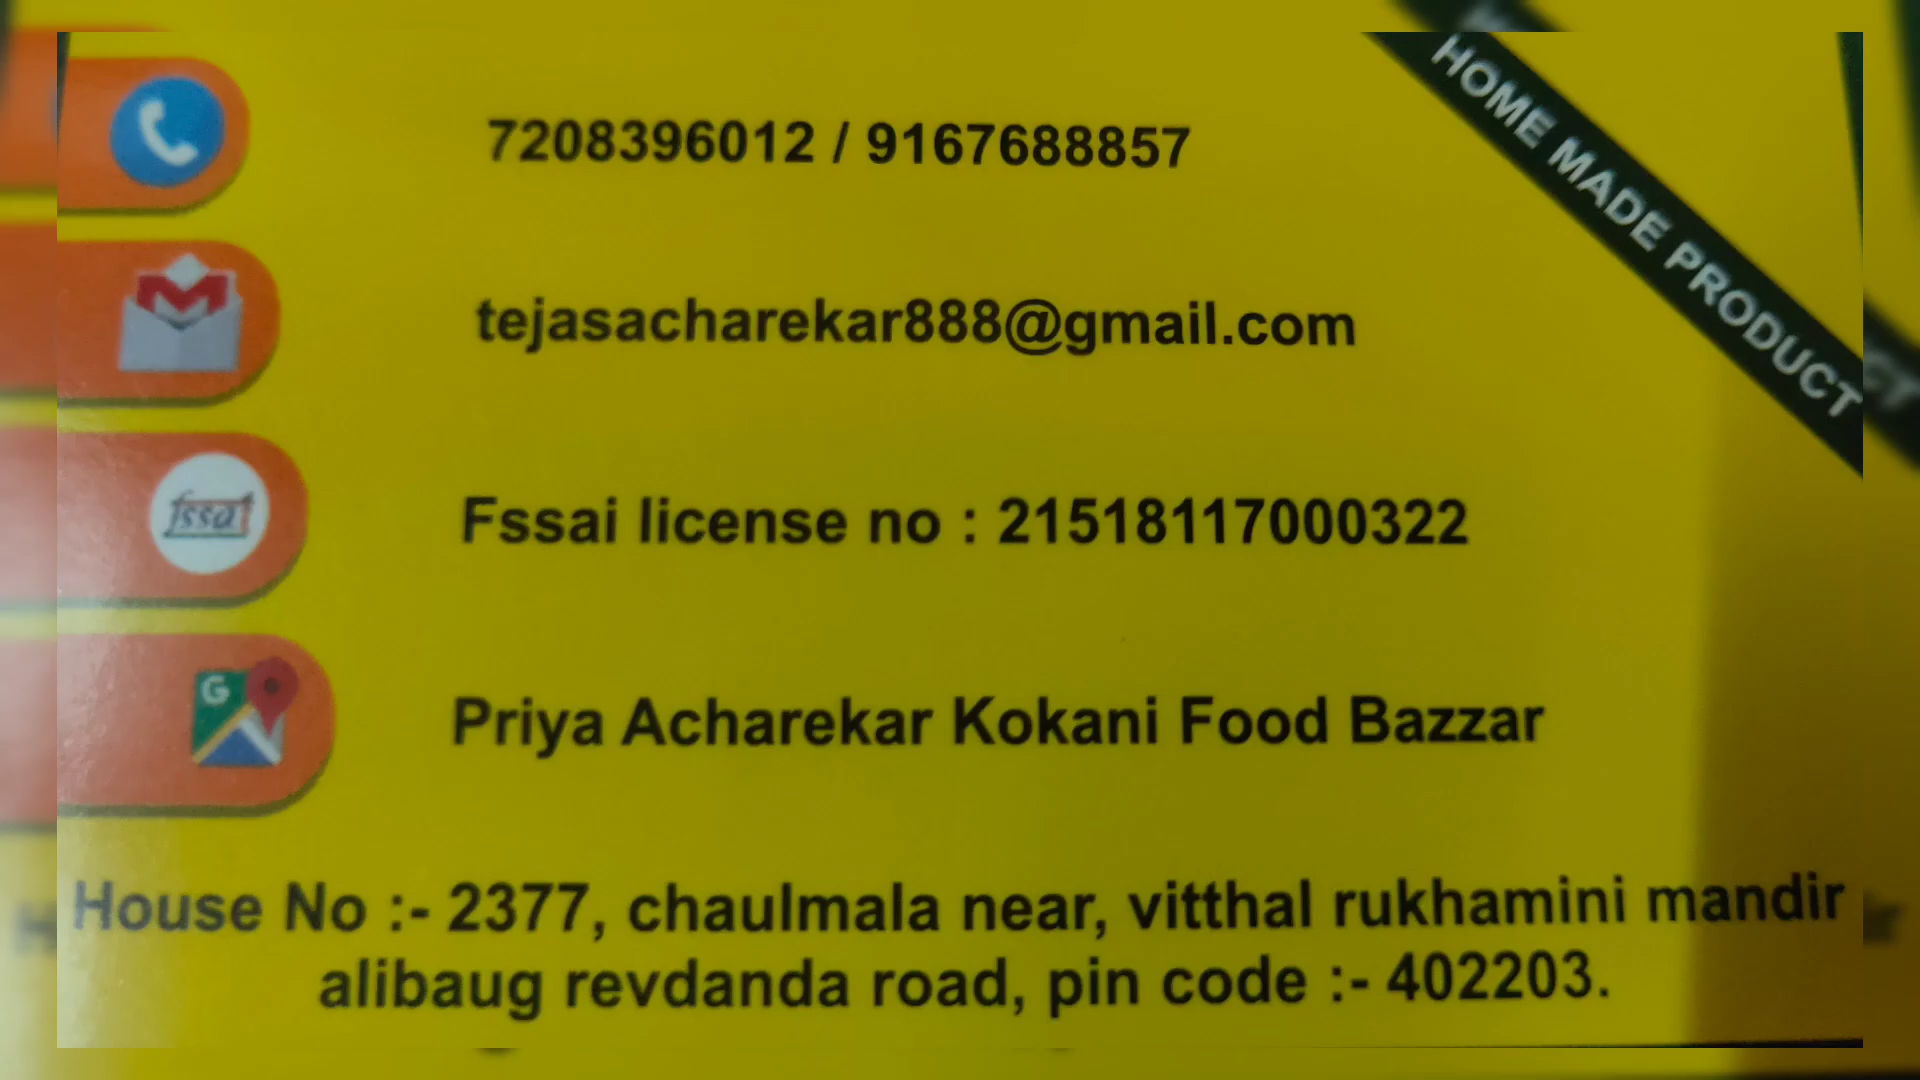 HOME MADE PRODUCT
7208396012 / 9167688857
tejasacharekar888@gmail.com
fssai
Fssai license no : 21518117000322
G
Priya Acharekar Kokani Food Bazzar
House No :- 2377, chaulmala near, vitthal rukhamini mandir
alibaug revdanda road, pin code :- 402203.